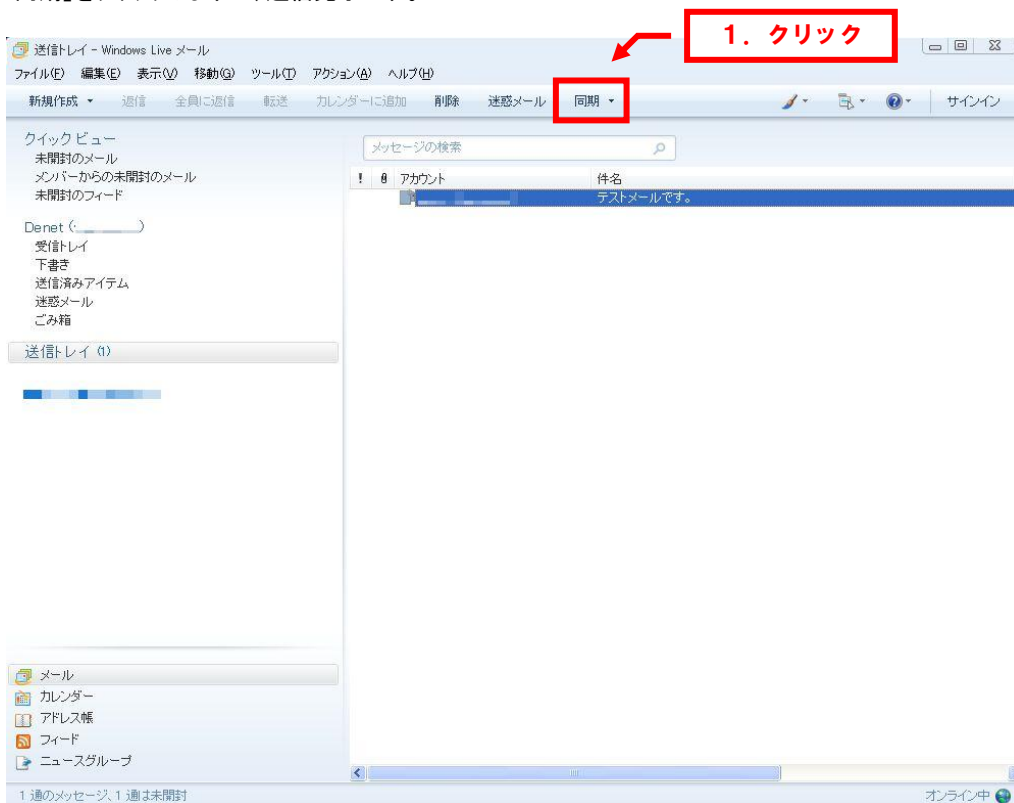 1. クリック
送信トレイ - Windows Live メール
ファイル(F) 編集(E) 表示(V) 移動(G) ツール(T) アクション(A) ヘルプ(H)
新規作成 返信 全員に返信 転送 カレンダーに追加 削除 迷惑メール 同期 サインイン
クイック ビュー
未開封のメール
メンバーからの未開封のメール
未開封のフィード
メッセージの検索
! アカウント 件名
テストメールです。
Denet ( )
受信トレイ
下書き
送信済みアイテム
迷惑メール
ごみ箱
送信トレイ (1)
メール
カレンダー
アドレス帳
フィード
ニュースグループ
1 通のメッセージ、1 通は未開封 オンライン中